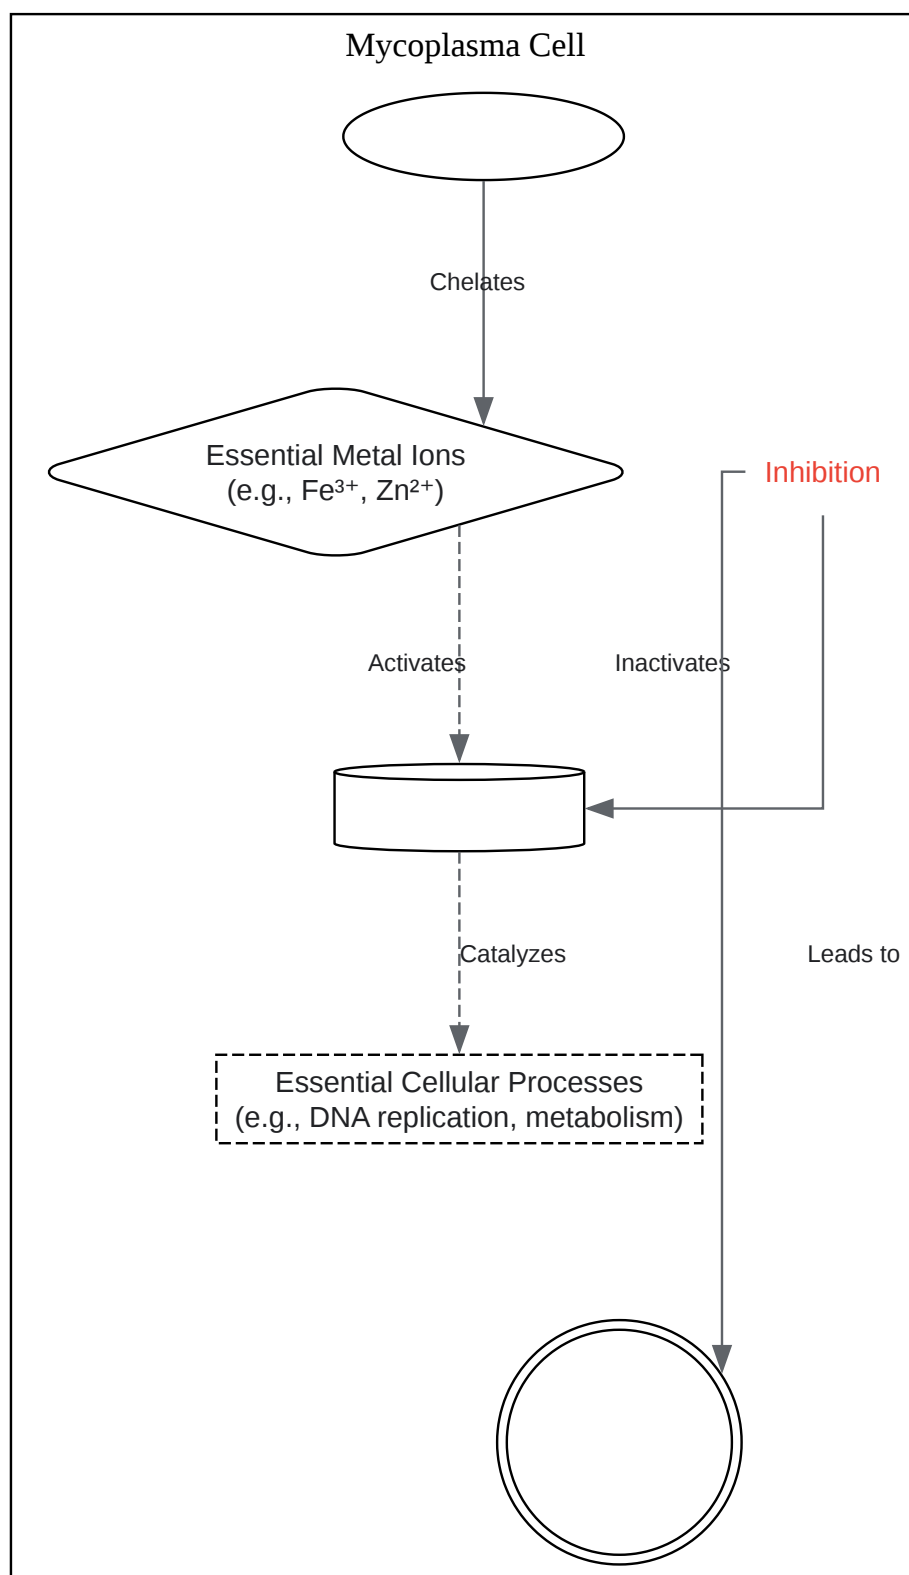 Mycoplasma Cell
Chelates
Essential Metal Ions
(e.g., Fe³⁺, Zn²⁺)
Inhibition
Activates
Inactivates
Catalyzes
Leads to
Essential Cellular Processes
(e.g., DNA replication, metabolism)